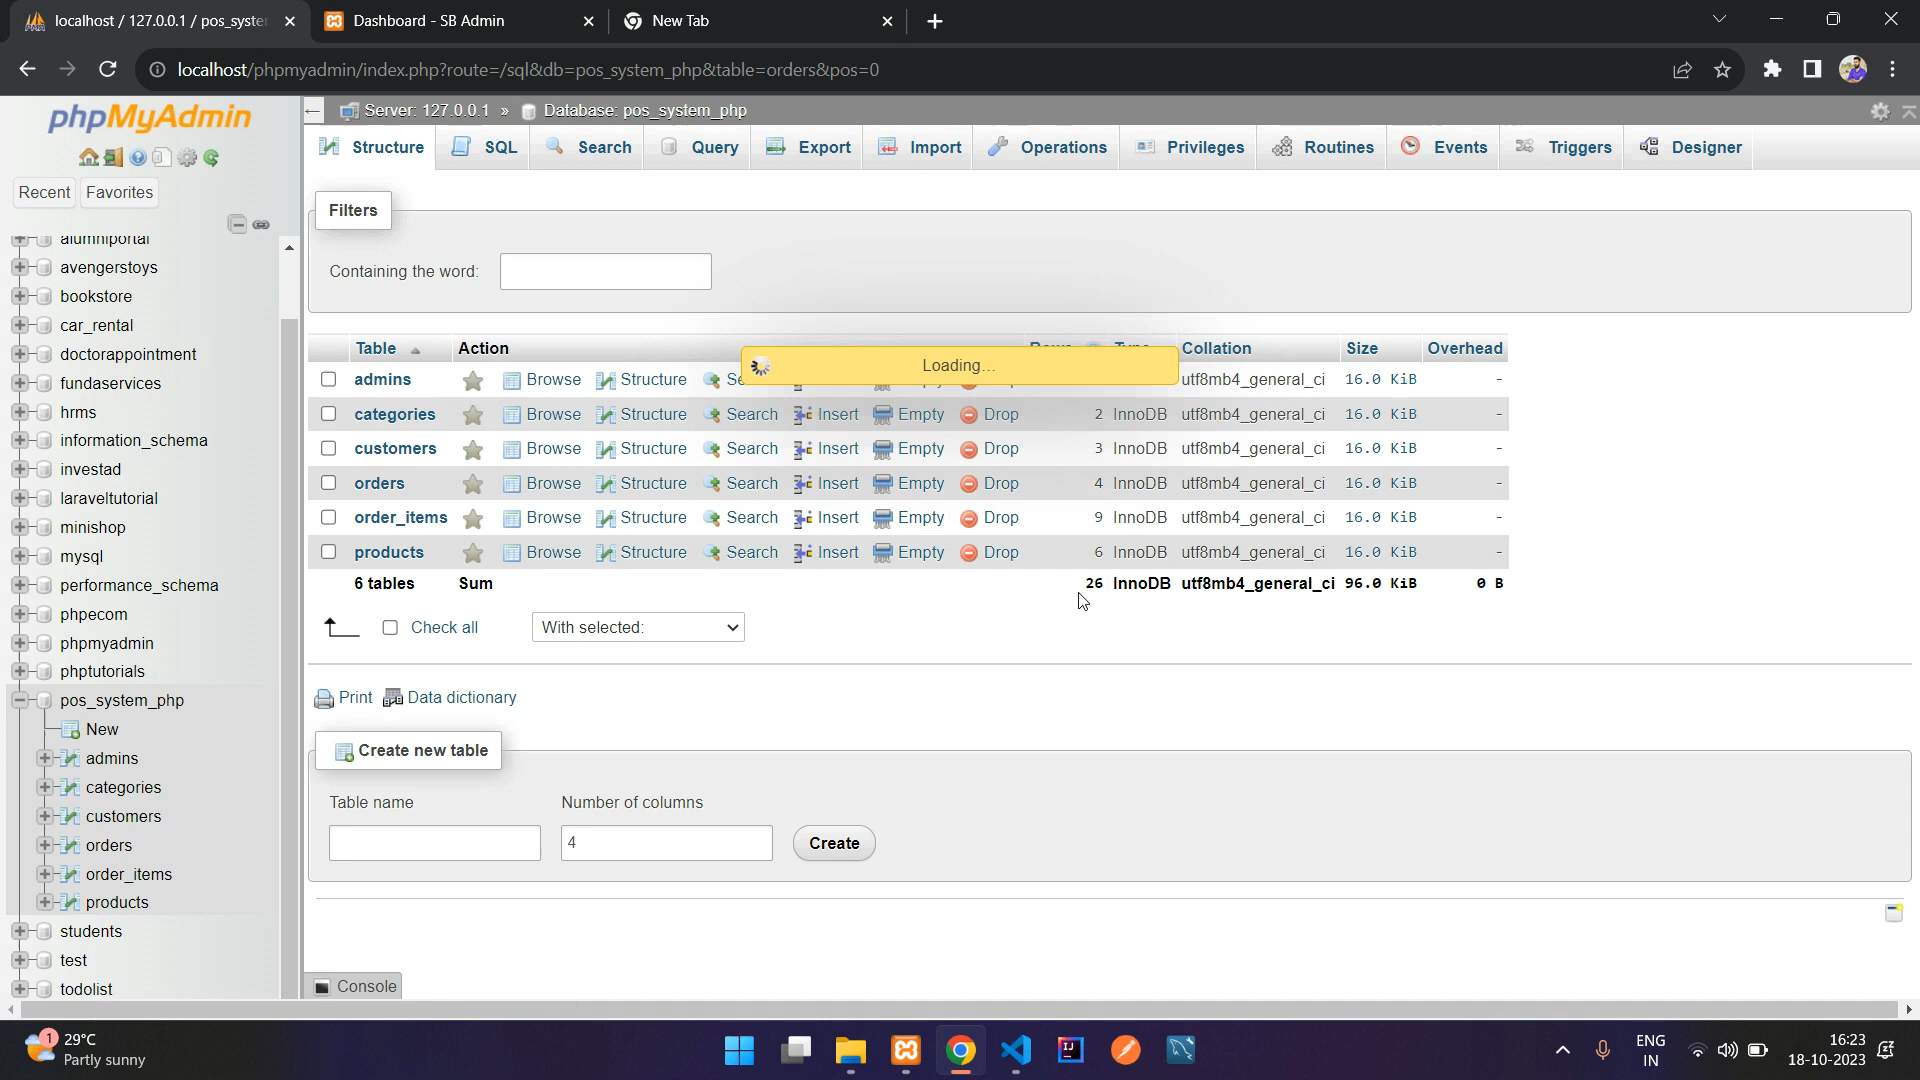 localhost / 127.0.0.1 / pos_syste
Dashboard - SB Admin
New Tab
localhost/phpmyadmin/index.php?route=/sql&db=pos_system_php&table=orders&pos=0
phpMyAdmin
Server: 127.0.0.1 » Database: pos_system_php
Structure SQL Search Query Export Import Operations Privileges Routines Events Triggers Designer
Recent Favorites
alumniportal
avengerstoys
bookstore
car_rental
doctorappointment
fundaservices
hrms
information_schema
investad
laraveltutorial
minishop
mysql
performance_schema
phpecom
phpmyadmin
phptutorials
pos_system_php
New
admins
categories
customers
orders
order_items
products
students
test
todolist
Filters
Containing the word:
Table Action Collation Size Overhead
Loading...
admins Browse Structure utf8mb4_general_ci 16.0 KiB -
categories Browse Structure Search Insert Empty Drop 2 InnoDB utf8mb4_general_ci 16.0 KiB -
customers Browse Structure Search Insert Empty Drop 3 InnoDB utf8mb4_general_ci 16.0 KiB -
orders Browse Structure Search Insert Empty Drop 4 InnoDB utf8mb4_general_ci 16.0 KiB -
order_items Browse Structure Search Insert Empty Drop 9 InnoDB utf8mb4_general_ci 16.0 KiB -
products Browse Structure Search Insert Empty Drop 6 InnoDB utf8mb4_general_ci 16.0 KiB -
6 tables Sum 26 InnoDB utf8mb4_general_ci 96.0 KiB 0 B
Check all With selected:
Print Data dictionary
Create new table
Table name Number of columns
4 Create
Console
1
29°C
Partly sunny
ENG
IN
16:23
18-10-2023